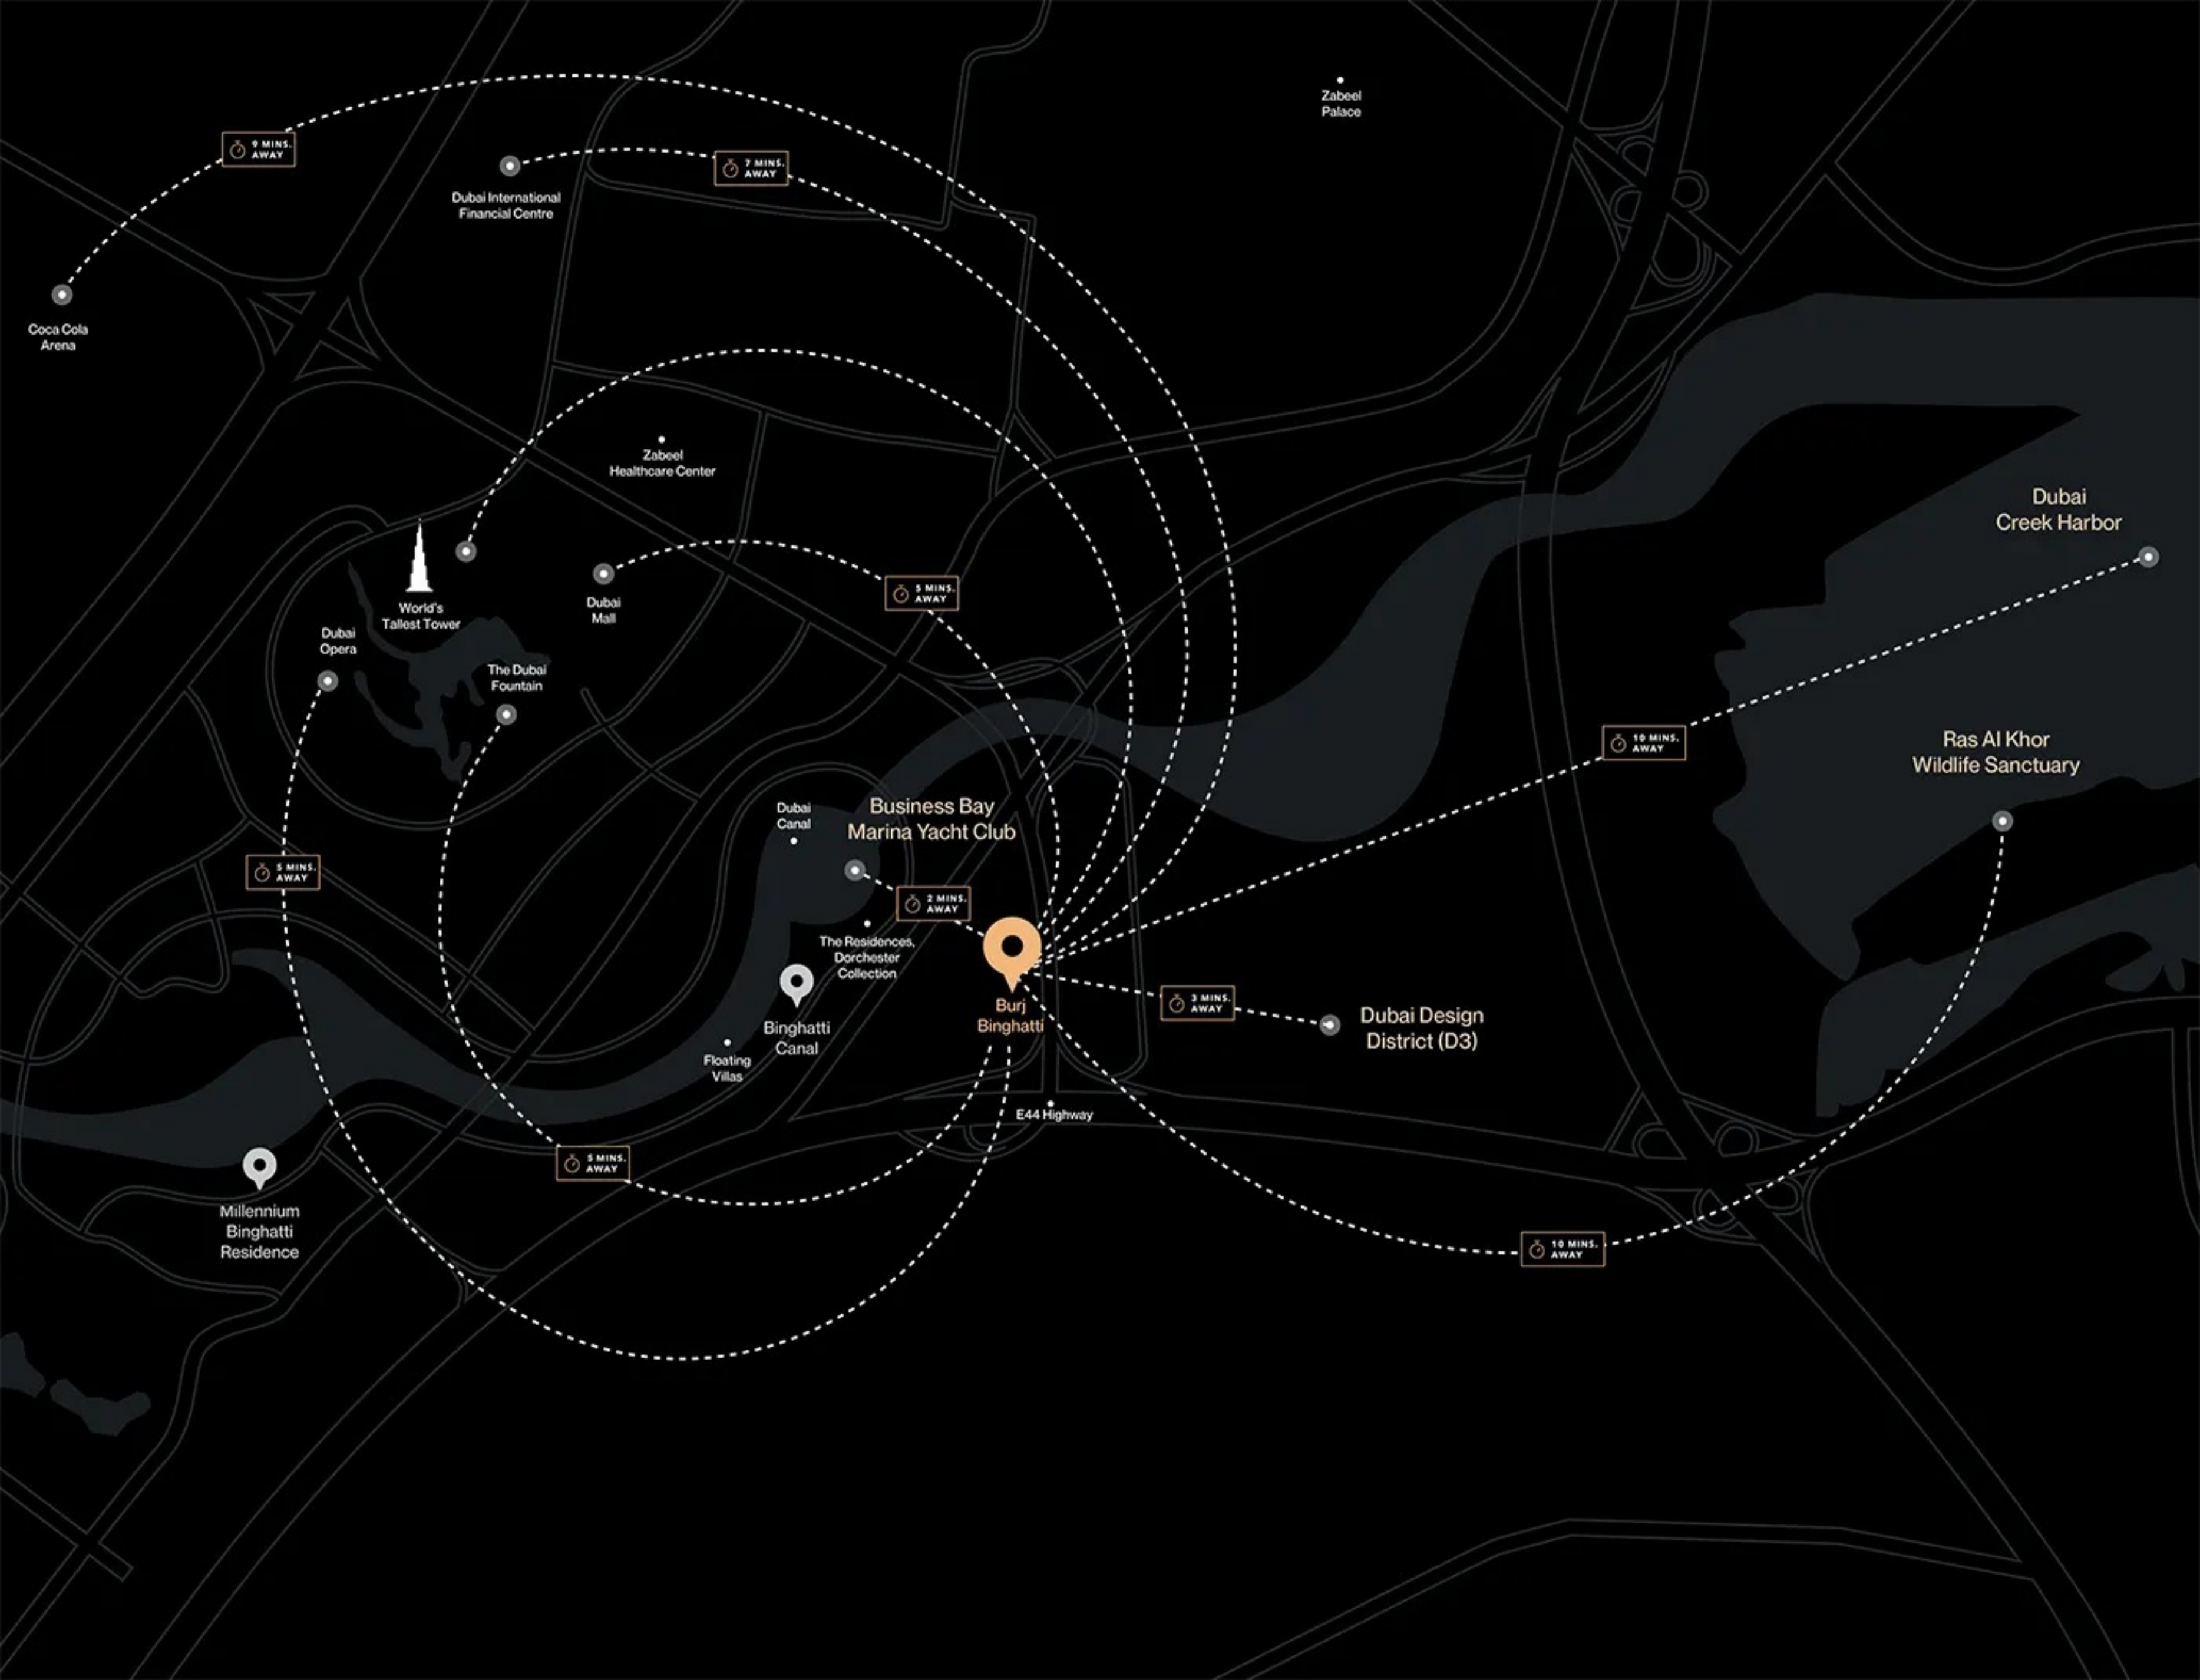 Zabeel
Palace
9 MINS.
AWAY
7 MINS.
AWAY
Dubai International
Financial Centre
Coca Cola
Arena
Zabeel
Healthcare Center
Dubai
Creek Harbor
World's
Tallest Tower
Dubai
Mall
5 MINS.
AWAY
Dubai
Opera
The Dubai
Fountain
10 MINS.
AWAY
Ras Al Khor
Wildlife Sanctuary
Dubai
Canal
Business Bay
Marina Yacht Club
5 MINS.
AWAY
2 MINS.
AWAY
The Residences,
Dorchester
Collection
Burj
Binghatti
3 MINS.
AWAY
Dubai Design
District (D3)
Binghatti
Canal
Floating
Villas
E44 Highway
5 MINS.
AWAY
Millennium
Binghatti
Residence
10 MINS.
AWAY